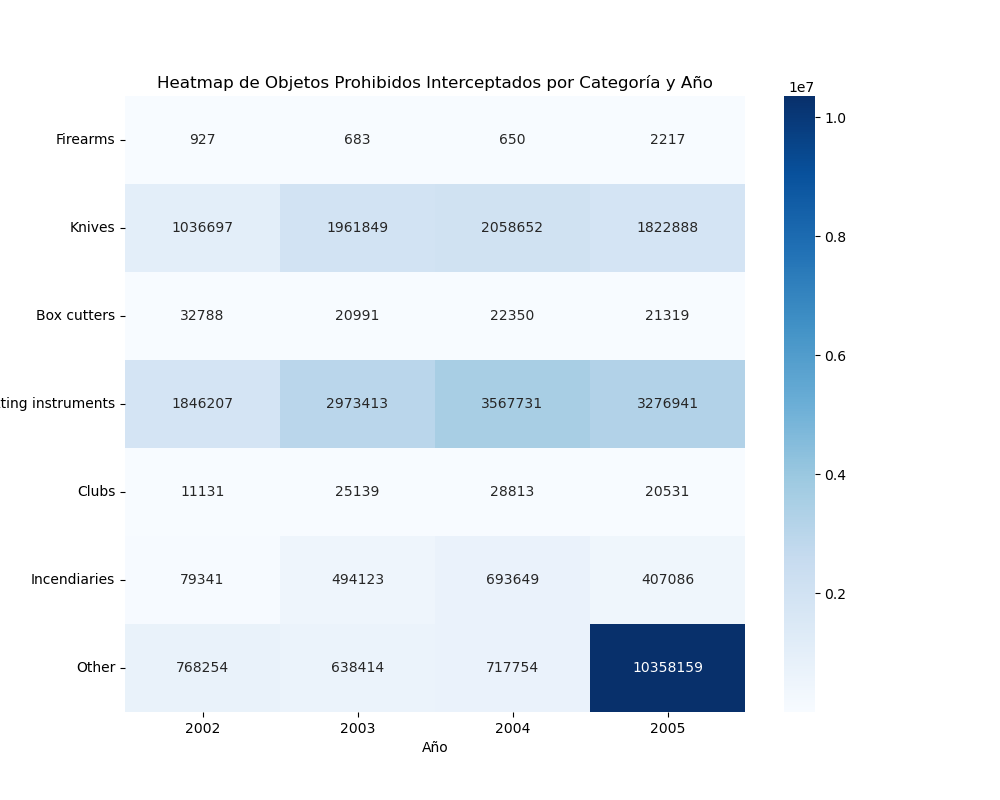 Heatmap de Objetos Prohibidos Interceptados por Categoría y Año
1e7
Firearms 927 683 650 2217
Knives 1036697 1961849 2058652 1822888
Box cutters 32788 20991 22350 21319
instruments 1846207 2973413 3567731 3276941
Clubs 11131 25139 28813 20531
Incendiaries 79341 494123 693649 407086
Other 768254 638414 717754 10358159
2002 2003 2004 2005
Año
1.0
0.8
0.6
0.4
0.2